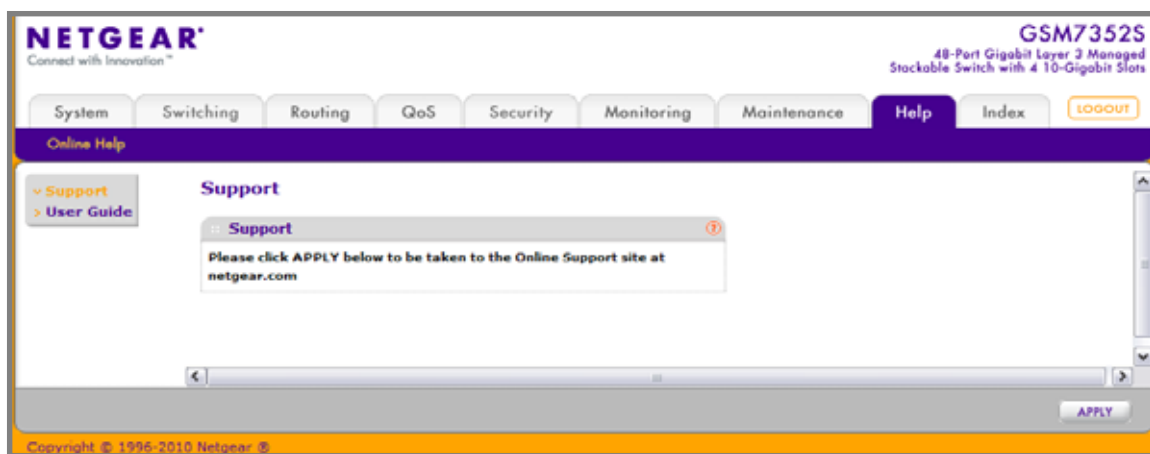 NETGEAR®
Connect with Innovation™
GSM7352S
48-Port Gigabit Layer 3 Managed
Stackable Switch with 4 10-Gigabit Slots
System Switching Routing QoS Security Monitoring Maintenance Help Index LOGOUT
Online Help
Support
User Guide
Support
Support
Please click APPLY below to be taken to the Online Support site at
netgear.com
APPLY
Copyright © 1996-2010 Netgear ®